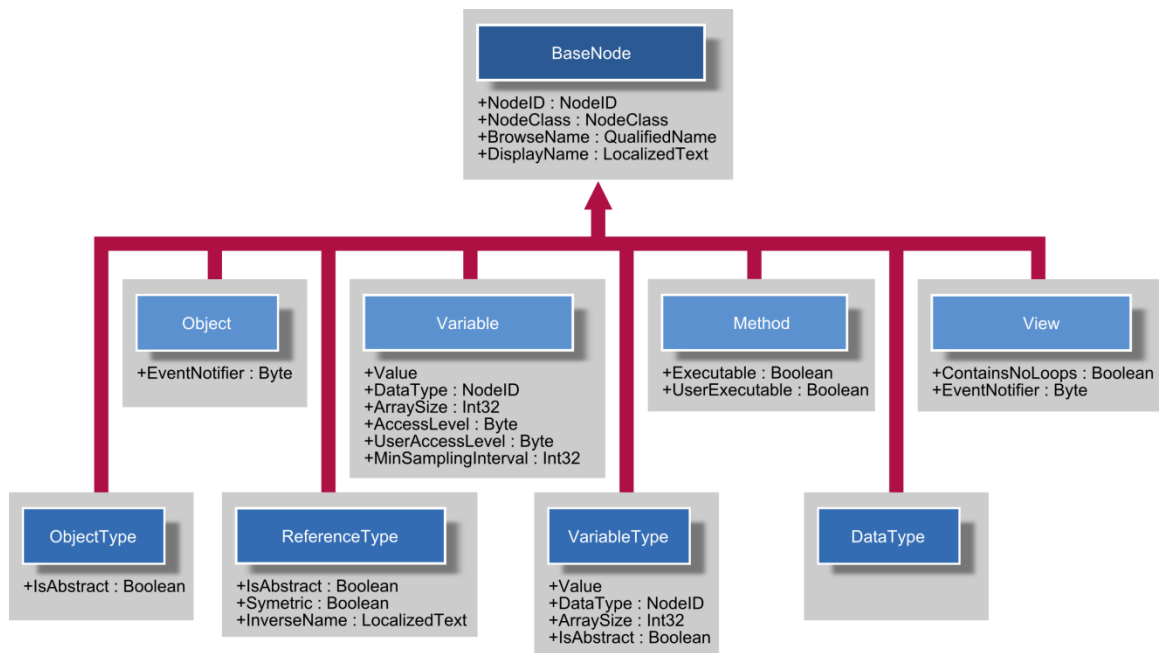 BaseNode
+NodeID : NodeID
+NodeClass : NodeClass
+BrowseName : QualifiedName
+DisplayName : LocalizedText
Object
+EventNotifier : Byte
Variable
+Value
+DataType : NodeID
+ArraySize : Int32
+AccessLevel : Byte
+UserAccessLevel : Byte
+MinSamplingInterval : Int32
Method
+Executable : Boolean
+UserExecutable : Boolean
View
+ContainsNoLoops : Boolean
+EventNotifier : Byte
ObjectType
+IsAbstract : Boolean
ReferenceType
+IsAbstract : Boolean
+Symetric : Boolean
+InverseName : LocalizedText
VariableType
+Value
+DataType : NodeID
+ArraySize : Int32
+IsAbstract : Boolean
DataType